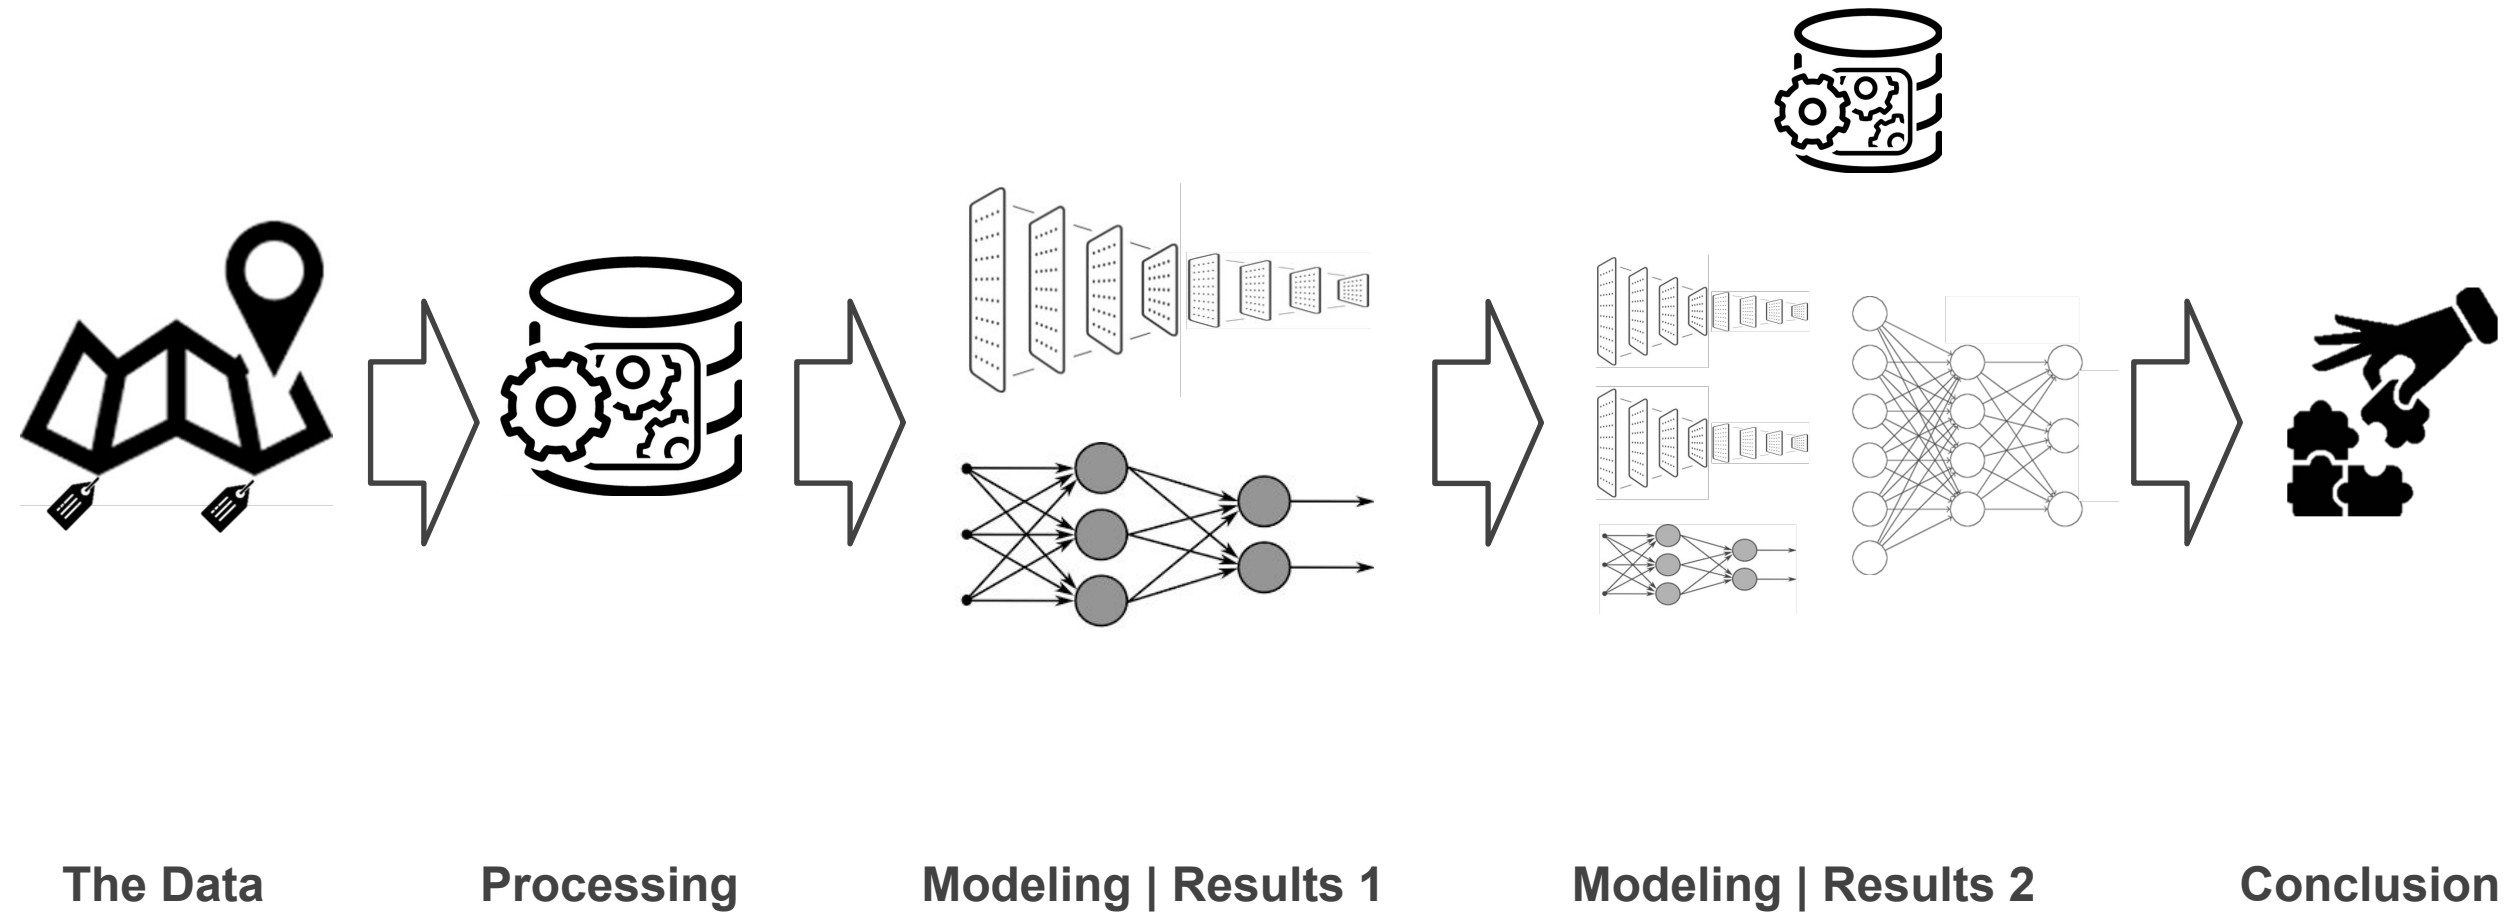 The Data
Processing
Modeling | Results 1
Modeling | Results 2
Conclusion